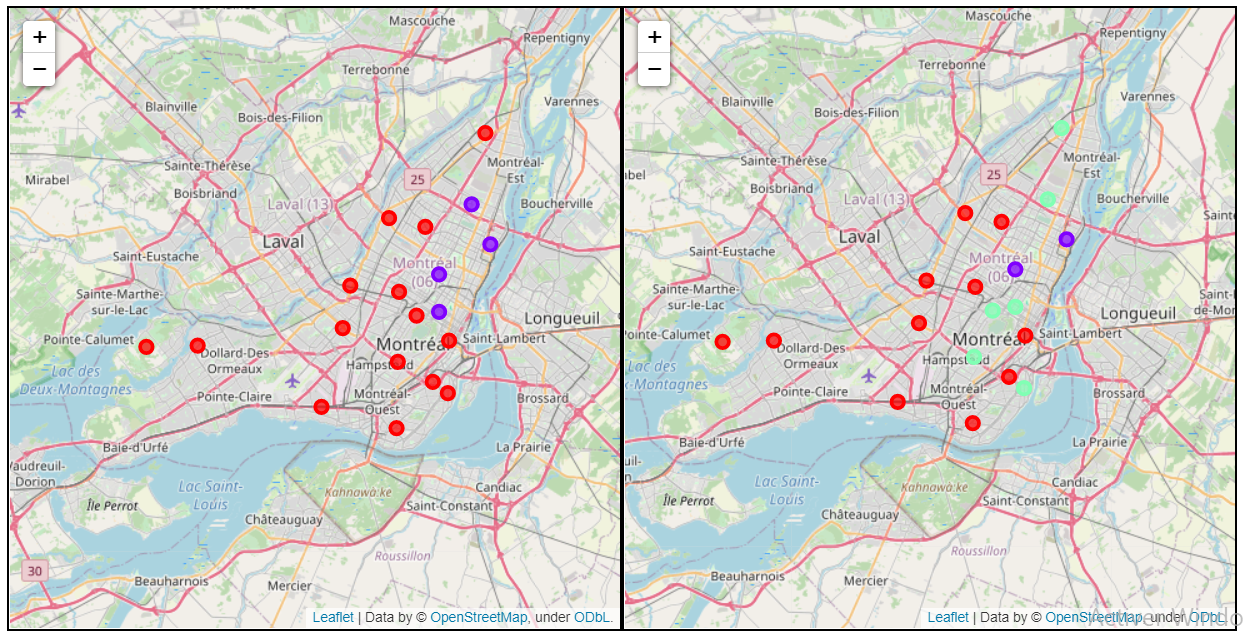 Mascouche
Repentigny
Terrebonne
Blainville
Varennes
Bois-des-Filion
Sainte-Thérèse
Montréal-
Est
25
Mirabel
Boisbriand
Laval (13)
Boucherville
Laval
Saint-Eustache
Montréal
(06)
Sainte-Marthe-
sur-le-Lac
Longueuil
Pointe-Calumet
Montréal
Saint-Lambert
Dollard-Des
Ormeaux
Hampstead
Lac des
Deux-Montagnes
Pointe-Claire
Montréal-
Ouest
Brossard
Baie-d'Urfé
La Prairie
Vaudreuil-
Dorion
Lac Saint-
Louis
Kahnawà:ke
Candiac
Île Perrot
Saint-Constant
Châteauguay
Roussillon
30
Beauharnois
Mercier
Leaflet | Data by © OpenStreetMap, under ODbL.
+
−
Mascouche
Repentigny
Terrebonne
Blainville
Varennes
Bois-des-Filion
Sainte-Thérèse
Montréal-
Est
25
bel
Boisbriand
Laval (13)
Boucherville
Sainte
Laval
Saint-Eustache
Montréal
(06)
Sainte-Marthe-
sur-le-Lac
Saint-
de-Mon
Longueuil
Pointe-Calumet
Montréal
Saint-Lambert
Dollard-Des
Ormeaux
Hampstead
Lac des
x-Montagnes
Pointe-Claire
Montréal-
Ouest
Brossard
Baie-d'Urfé
La Prairie
uil-
Lac Saint-
Louis
Kahnawà:ke
Candiac
Île Perrot
Saint-Constant
Châteauguay
Roussillon
Beauharnois
Mercier
Leaflet | Data by © OpenStreetMap, under ODbL.
+
−